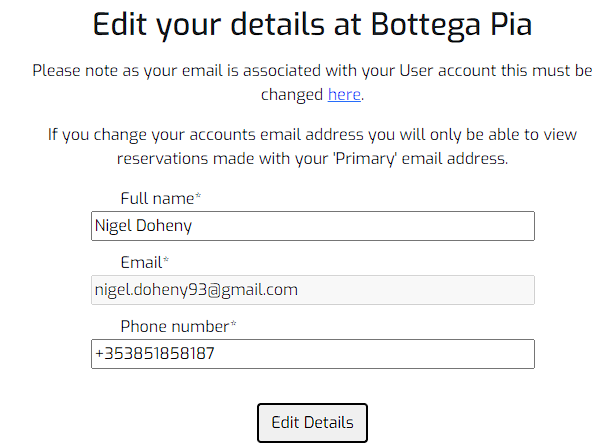 Edit your details at Bottega Pia
Please note as your email is associated with your User account this must be
changed here.
If you change your accounts email address you will only be able to view
reservations made with your 'Primary' email address.
Full name*
Nigel Doheny
Email*
nigel.doheny93@gmail.com
Phone number*
+353851858187
Edit Details